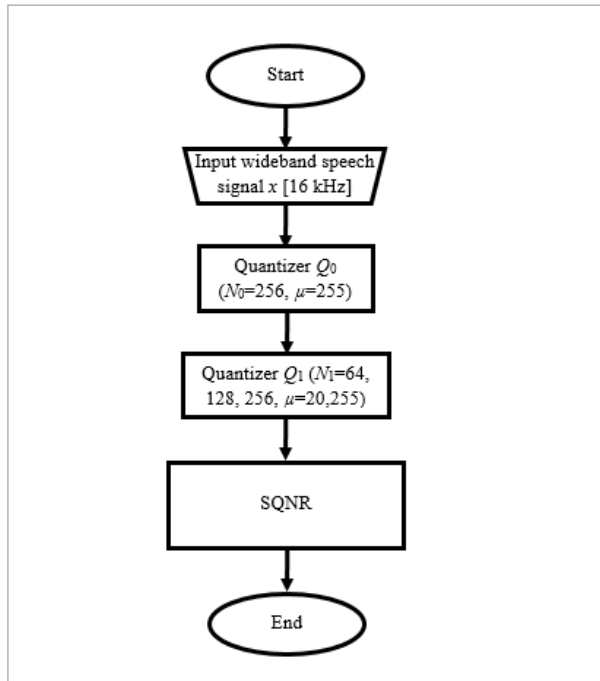 Start
Input wideband speech
signal x [16 kHz]
Quantizer Q₀
(N₀=256, μ=255)
Quantizer Q₁ (N₁=64,
128, 256, μ=20,255)
SQNR
End